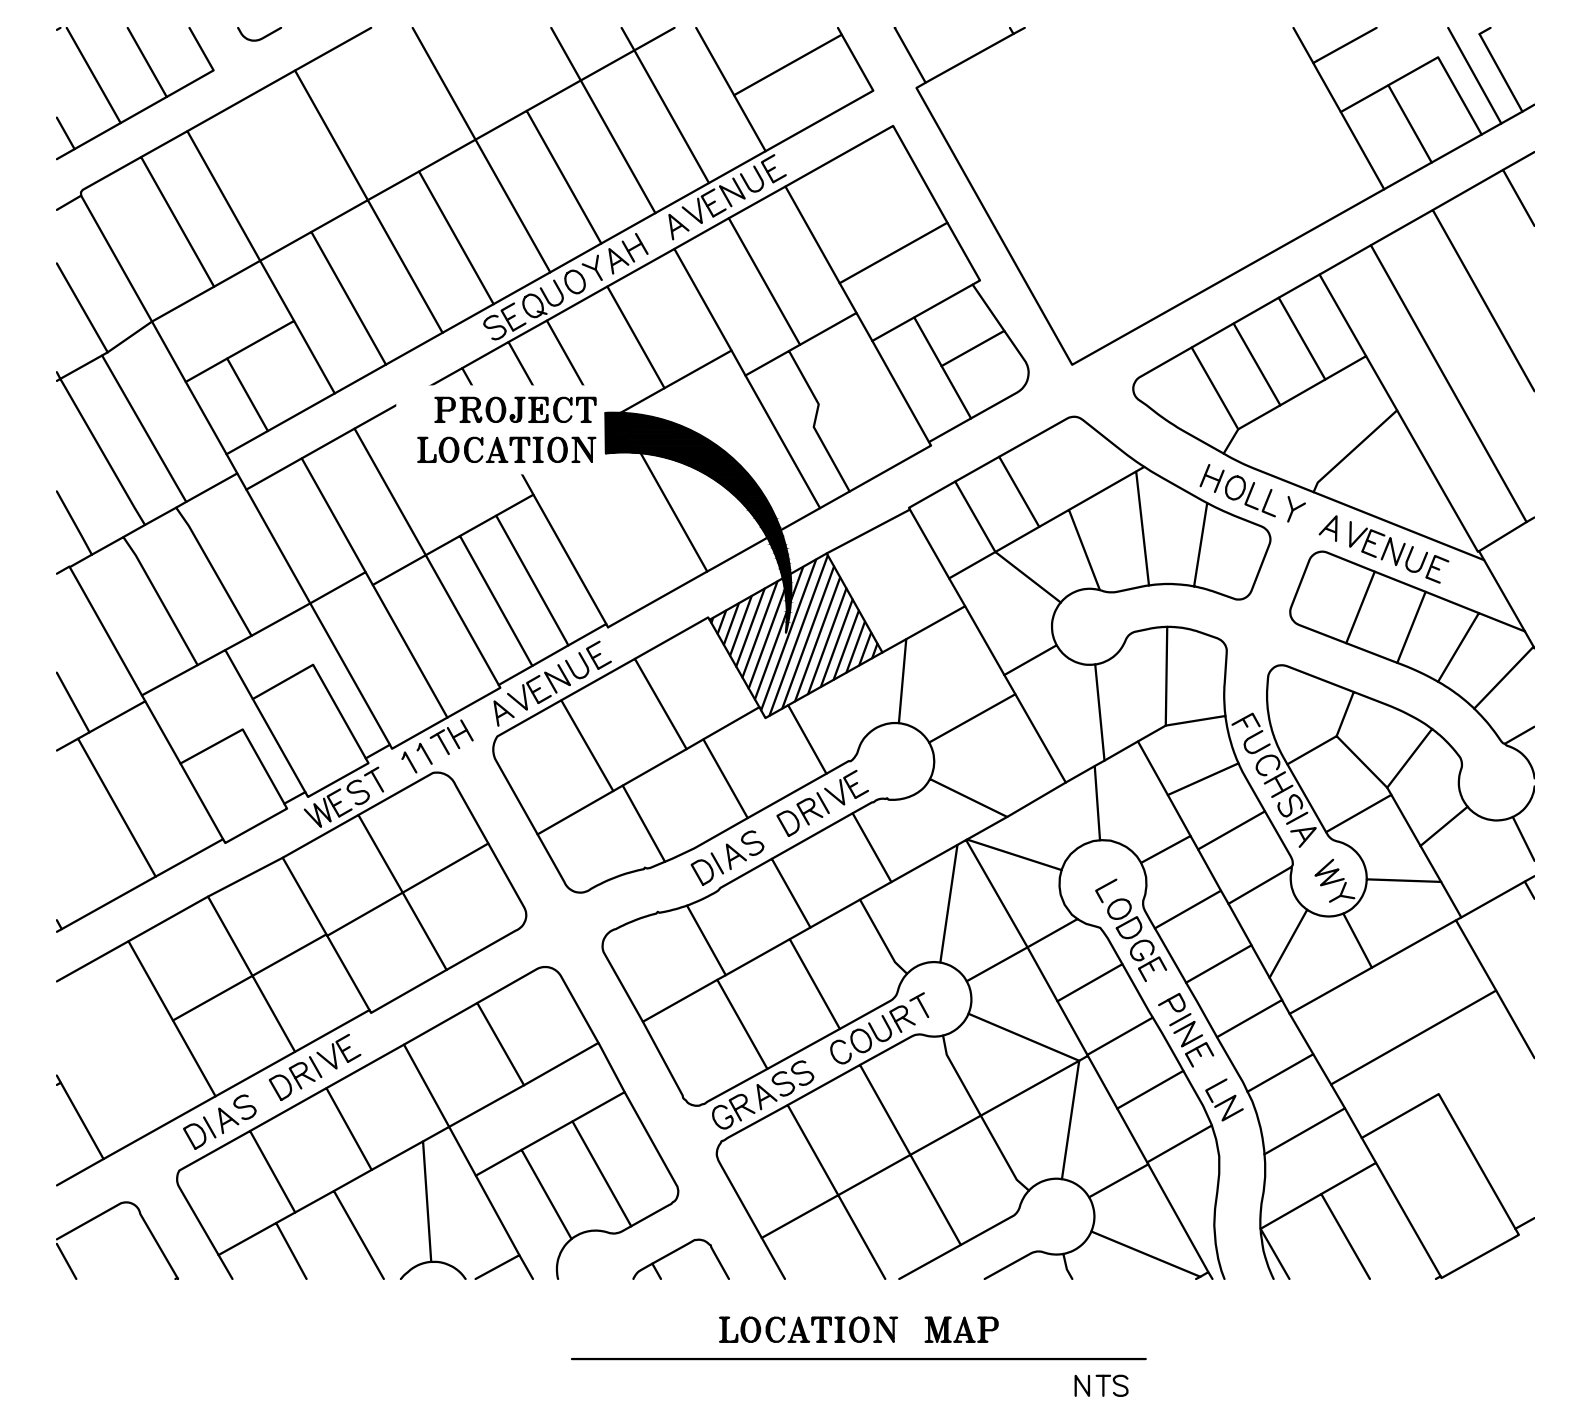 SEQUOYAH AVENUE
PROJECT
LOCATION
HOLLY AVENUE
WEST 11TH AVENUE
DIAS DRIVE
FUCHSIA WY
LODGE PINE LN
GRASS COURT
DIAS DRIVE
LOCATION MAP
NTS